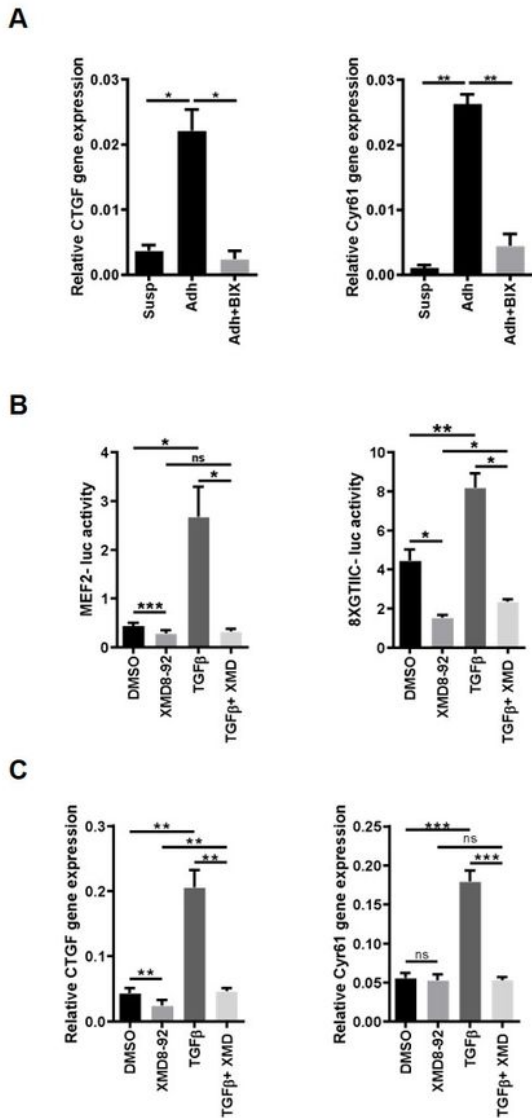 A
Relative CTGF gene expression
0.03
0.02
0.01
0.00
*
*
Susp
Adh
Adh+BIX
Relative Cyr61 gene expression
0.03
0.02
0.01
0.00
**
**
Susp
Adh
Adh+BIX
B
MEF2- luc activity
4
3
2
1
0
*
ns
*
***
DMSO
XMD8-92
TGFβ
TGFβ+ XMD
8XGTIIC- luc activity
10
8
6
4
2
0
**
*
*
*
DMSO
XMD8-92
TGFβ
TGFβ+ XMD
C
Relative CTGF gene expression
0.3
0.2
0.1
0.0
**
**
**
**
DMSO
XMD8-92
TGFβ
TGFβ+ XMD
Relative Cyr61 gene expression
0.25
0.20
0.15
0.10
0.05
0.00
***
ns
***
ns
DMSO
XMD8-92
TGFβ
TGFβ+ XMD